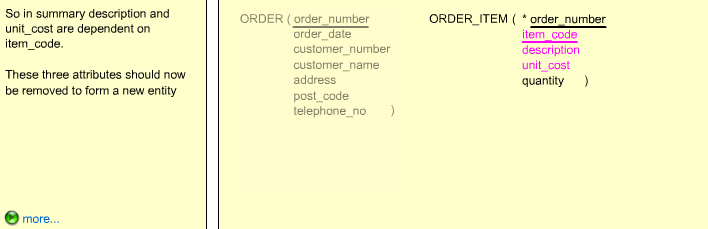 So in summary description and
unit_cost are dependent on
item_code.
These three attributes should now
be removed to form a new entity
more...
ORDER ( order_number
order_date
customer_number
customer_name
address
post_code
telephone_no )
ORDER_ITEM ( * order_number
item_code
description
unit_cost
quantity )